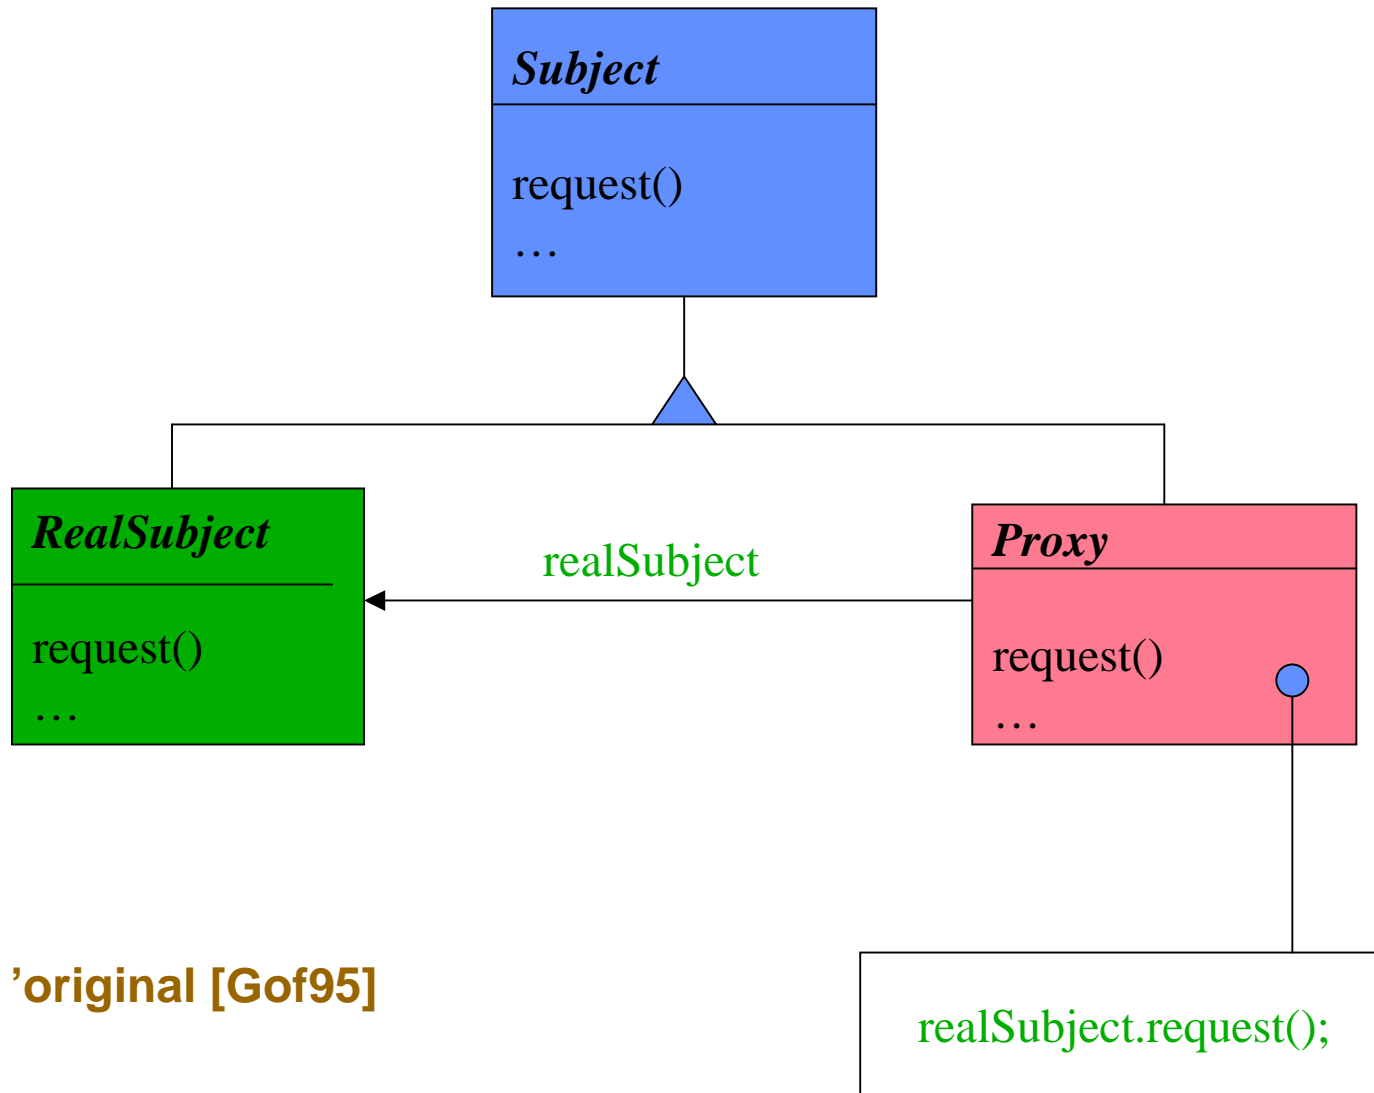 Subject
request()
…
RealSubject
request()
…
realSubject
Proxy
request()
…
’original [Gof95]
realSubject.request();